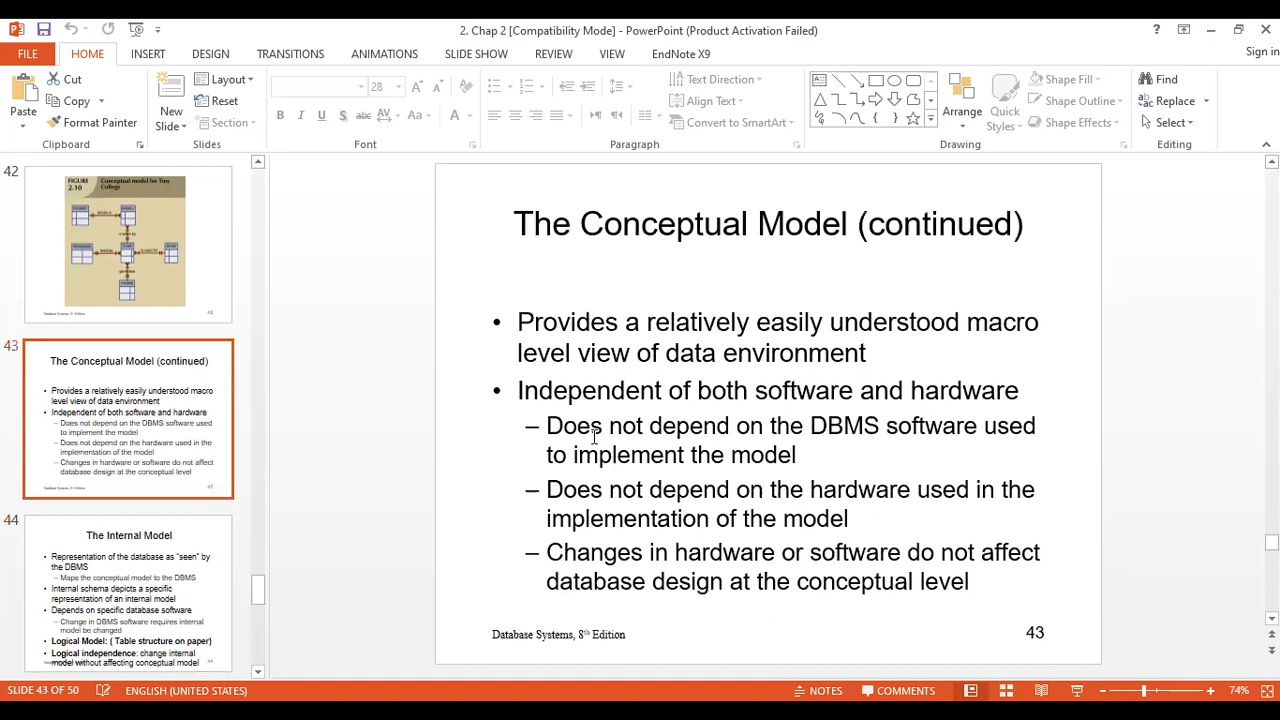 2. Chap 2 [Compatibility Mode] - PowerPoint (Product Activation Failed)
FILE HOME INSERT DESIGN TRANSITIONS ANIMATIONS SLIDE SHOW REVIEW VIEW EndNote X9 Sign in
Paste
Cut
Copy
Format Painter
Clipboard
New
Slide
Layout
Reset
Section
Slides
28
Font
Text Direction
Align Text
Convert to SmartArt
Paragraph
Arrange
Quick
Styles
Shape Fill
Shape Outline
Shape Effects
Drawing
Find
Replace
Select
Editing
42
FIGURE
2.10
Conceptual model for Tiny
College
Database Systems, 8th Edition
42
43
The Conceptual Model (continued)
• Provides a relatively easily understood macro
level view of data environment
• Independent of both software and hardware
– Does not depend on the DBMS software used
to implement the model
– Does not depend on the hardware used in the
implementation of the model
– Changes in hardware or software do not affect
database design at the conceptual level
Database Systems, 8th Edition
43
44
The Internal Model
• Representation of the database as “seen” by
the DBMS
– Maps the conceptual model to the DBMS
• Internal schema depicts a specific
representation of an internal model
• Depends on specific database software
– Change in DBMS software requires internal
model be changed
• Logical Model: ( Table structure on paper)
• Logical independence: change internal
model without affecting conceptual model
44
The Conceptual Model (continued)
• Provides a relatively easily understood macro
level view of data environment
• Independent of both software and hardware
– Does not depend on the DBMS software used
to implement the model
– Does not depend on the hardware used in the
implementation of the model
– Changes in hardware or software do not affect
database design at the conceptual level
Database Systems, 8th Edition
43
SLIDE 43 OF 50 ENGLISH (UNITED STATES) NOTES COMMENTS 74%